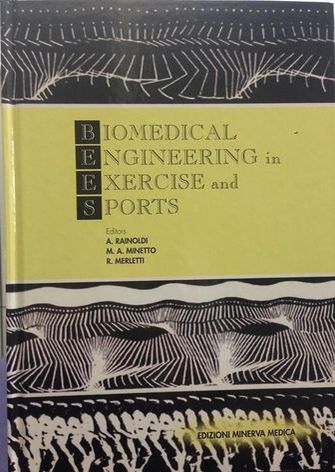 BIOMEDICAL
ENGINEERING in
EXERCISE and
SPORTS
Editors
A. RAINOLDI
M. A. MINETTO
R. MERLETTI
EDIZIONI MINERVA MEDICA